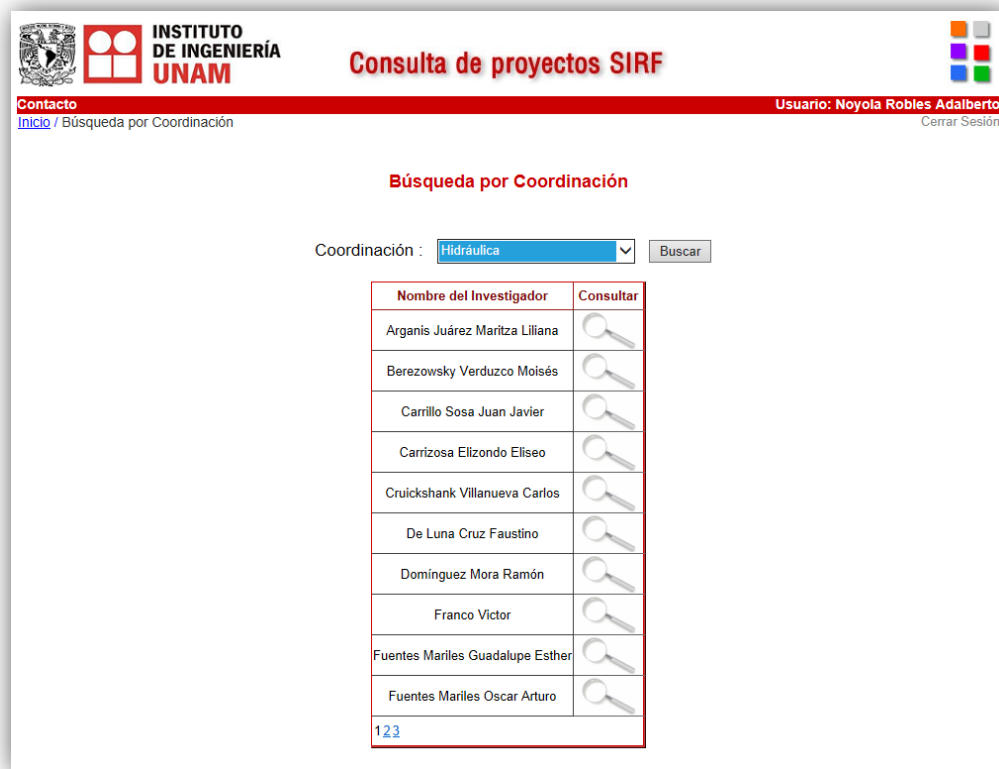 INSTITUTO
DE INGENIERÍA
UNAM
Consulta de proyectos SIRF
Contacto
Usuario: Noyola Robles Adalberto
Inicio / Búsqueda por Coordinación
Cerrar Sesión
Búsqueda por Coordinación
Coordinación : Hidráulica Buscar
Nombre del Investigador Consultar
Arganis Juárez Maritza Liliana
Berezowsky Verduzco Moisés
Carrillo Sosa Juan Javier
Carrizosa Elizondo Eliseo
Cruickshank Villanueva Carlos
De Luna Cruz Faustino
Domínguez Mora Ramón
Franco Victor
Fuentes Mariles Guadalupe Esther
Fuentes Mariles Oscar Arturo
1 2 3